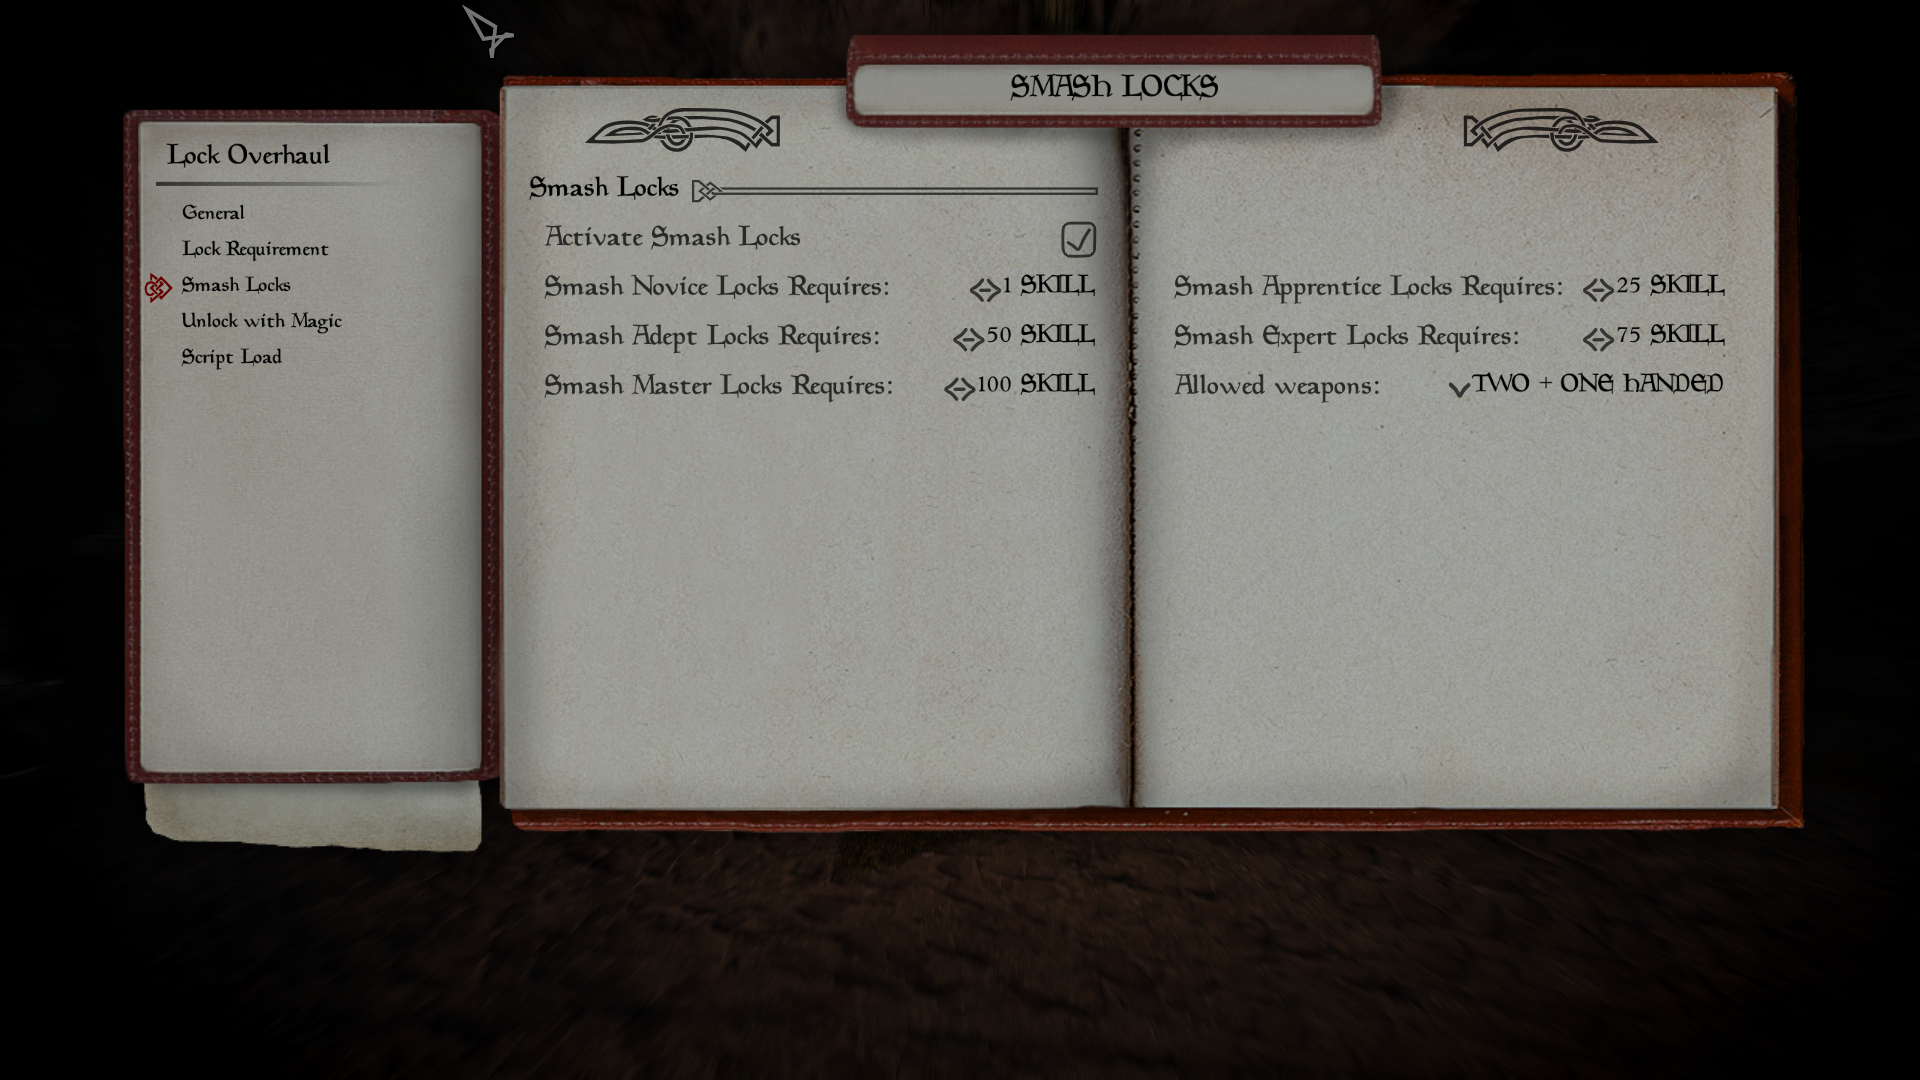 SMASh LOCKS
Lock Overhaul
General
Lock Requirement
Smash Locks
Unlock with Magic
Script Load
Smash Locks
Activate Smash Locks
Smash Novice Locks Requires: 1 SKILL
Smash Apprentice Locks Requires: 25 SKILL
Smash Adept Locks Requires: 50 SKILL
Smash Expert Locks Requires: 75 SKILL
Smash Master Locks Requires: 100 SKILL
Allowed weapons: TWO + ONE hANDED